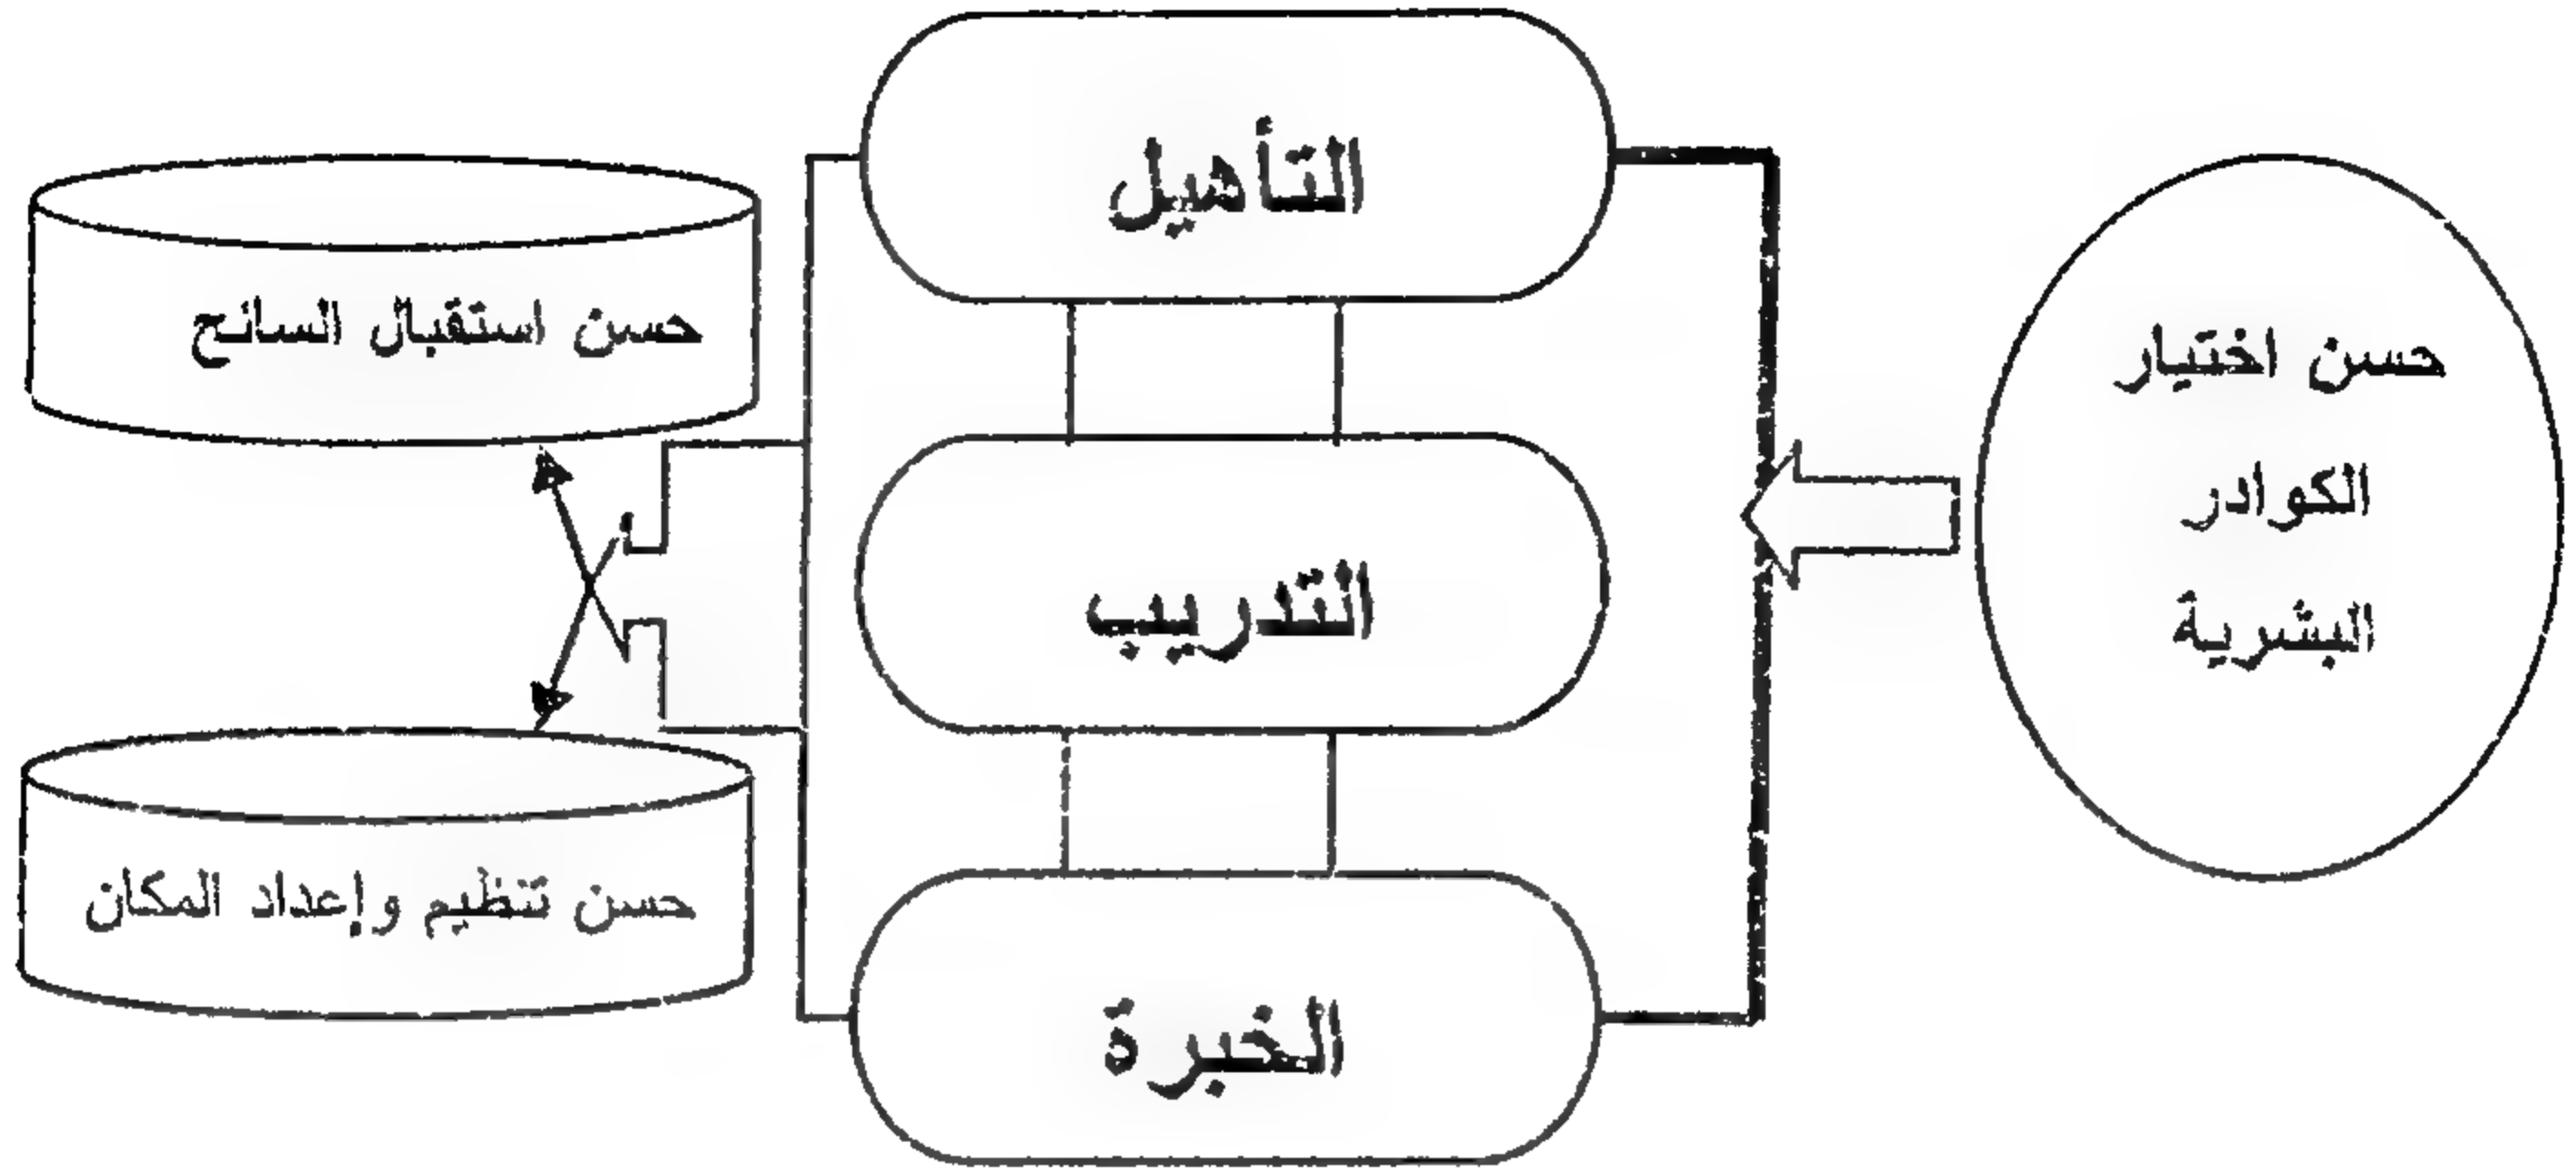 حسن اختيار
الكوادر
البشرية
التأهيل
التدريب
الخبرة
حسن استقبال السائح
حسن تنظيم وإعداد المكان